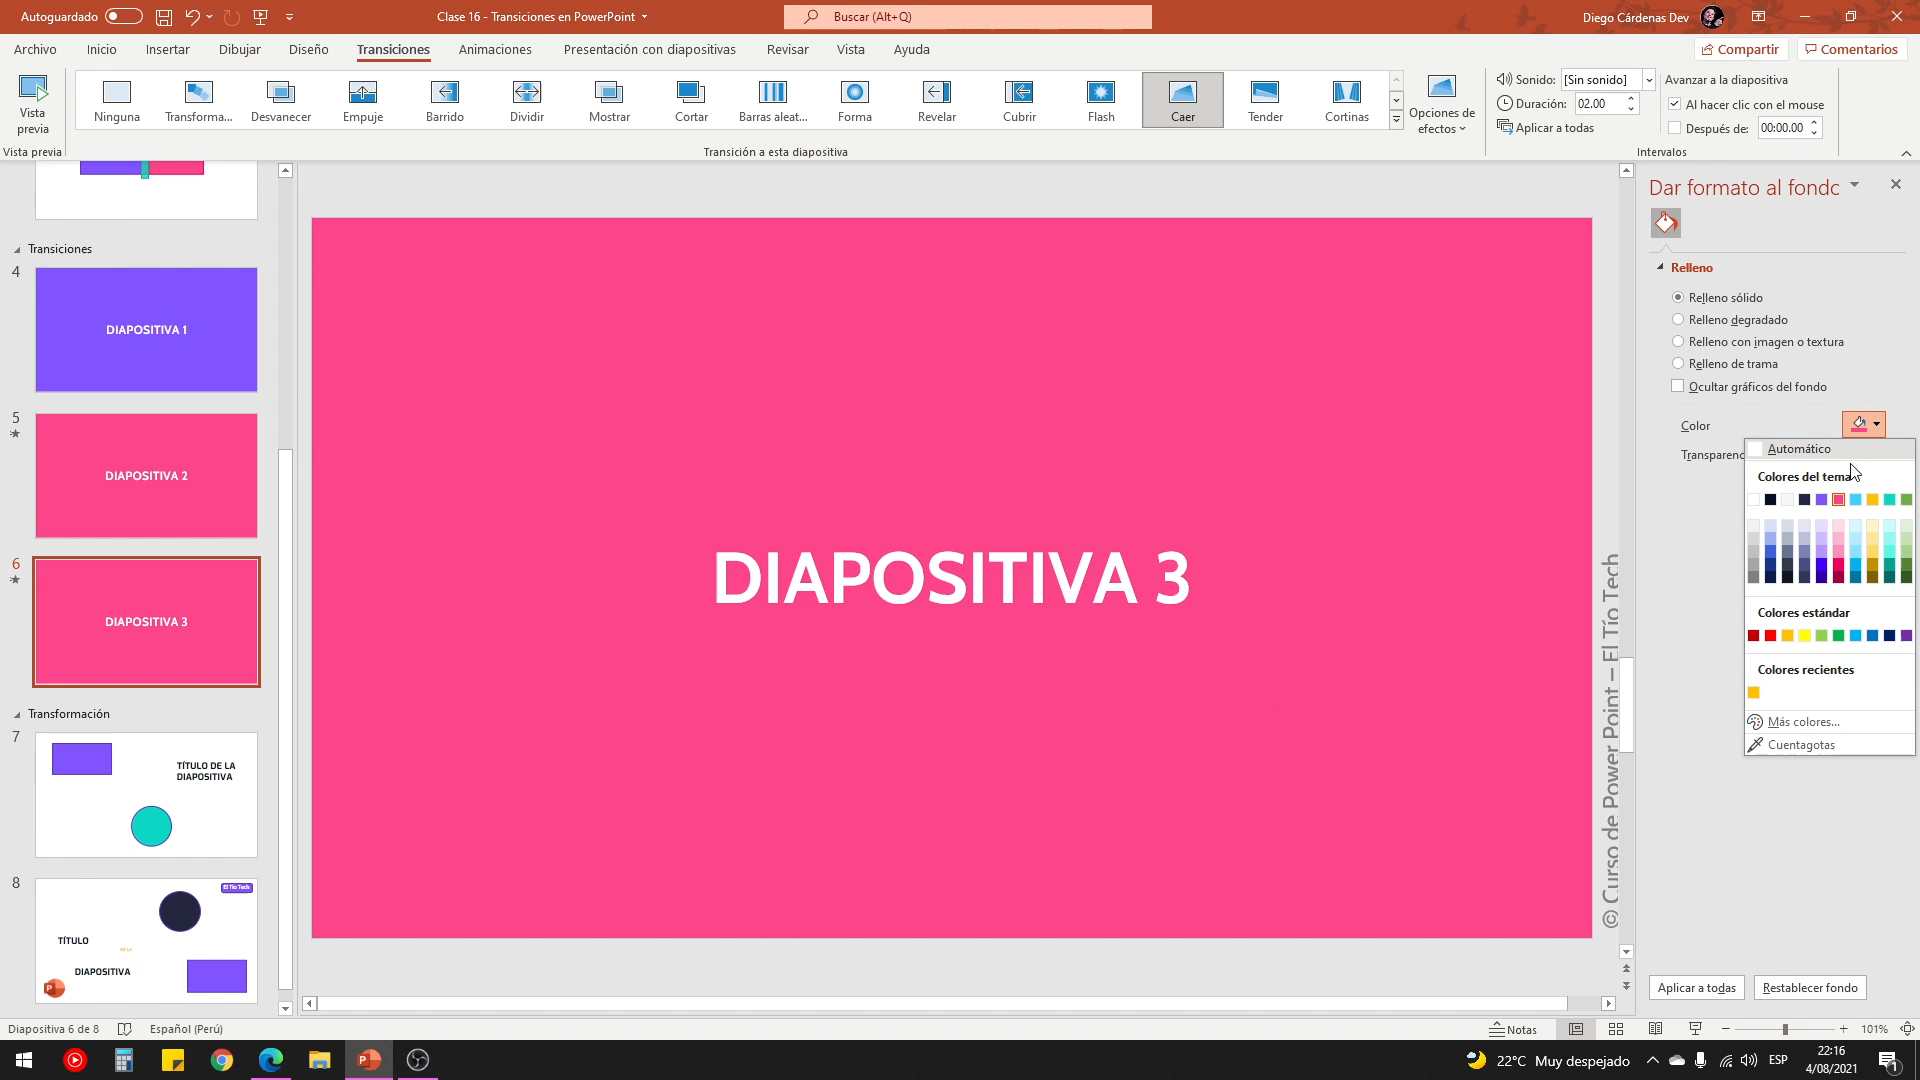 Autoguardado
Clase 16 - Transiciones en PowerPoint
Buscar (Alt+Q)
Diego Cárdenas Dev
Archivo
Inicio
Insertar
Dibujar
Diseño
Transiciones
Animaciones
Presentación con diapositivas
Revisar
Vista
Ayuda
Compartir
Comentarios
Vista
previa
Vista previa
Ninguna
Transforma...
Desvanecer
Empuje
Barrido
Dividir
Mostrar
Cortar
Barras aleat...
Forma
Revelar
Cubrir
Flash
Caer
Tender
Cortinas
Transición a esta diapositiva
Opciones de
efectos
Sonido: [Sin sonido]
Duración: 02.00
Aplicar a todas
Avanzar a la diapositiva
Al hacer clic con el mouse
Después de: 00:00.00
Intervalos
Transiciones
4
DIAPOSITIVA 1
5
DIAPOSITIVA 2
6
DIAPOSITIVA 3
Transformación
7
TÍTULO DE LA
DIAPOSITIVA
8
El Tío Tech
TÍTULO
DE LA
DIAPOSITIVA
P
DIAPOSITIVA 3
© Curso de Power Point – El Tío Tech
Dar formato al fondo
Relleno
Relleno sólido
Relleno degradado
Relleno con imagen o textura
Relleno de trama
Ocultar gráficos del fondo
Color
Transparenc
Automático
Colores del tema
Colores estándar
Colores recientes
Más colores...
Cuentagotas
Aplicar a todas
Restablecer fondo
Diapositiva 6 de 8
Español (Perú)
Notas
101%
22°C Muy despejado
ESP
22:16
4/08/2021
1